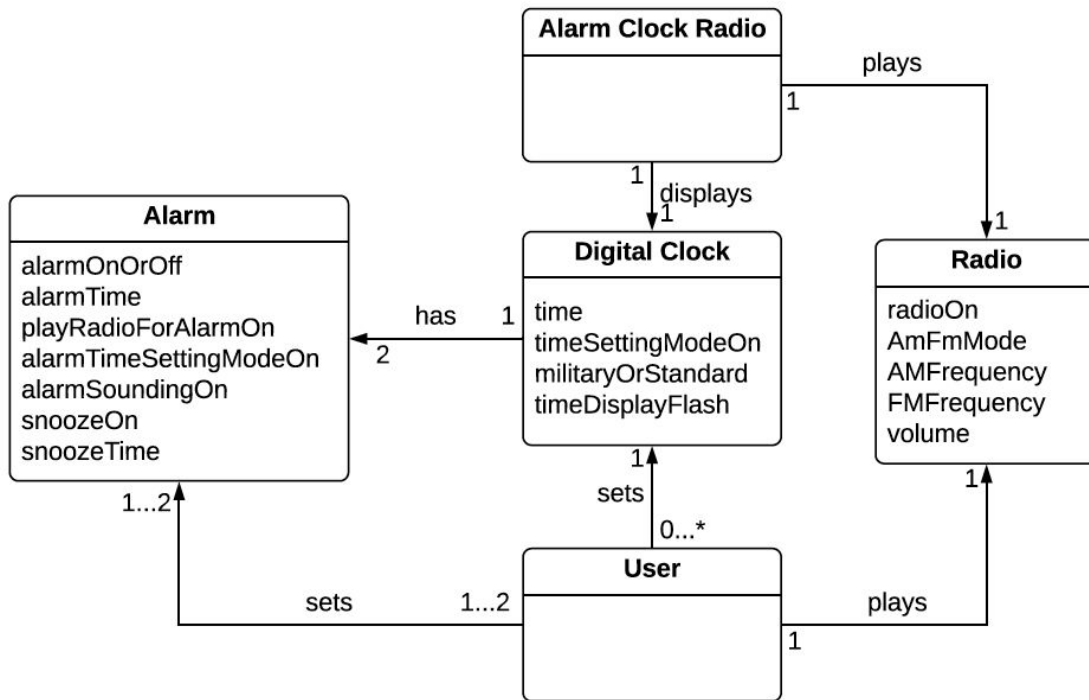 Alarm Clock Radio
plays
1
1
displays
1
1
Alarm
alarmOnOrOff
alarmTime
playRadioForAlarmOn
alarmTimeSettingModeOn
alarmSoundingOn
snoozeOn
snoozeTime
has
1
2
Digital Clock
time
timeSettingModeOn
militaryOrStandard
timeDisplayFlash
Radio
radioOn
AmFmMode
AMFrequency
FMFrequency
volume
1...2
1
sets
0...*
1
User
sets
1...2
plays
1